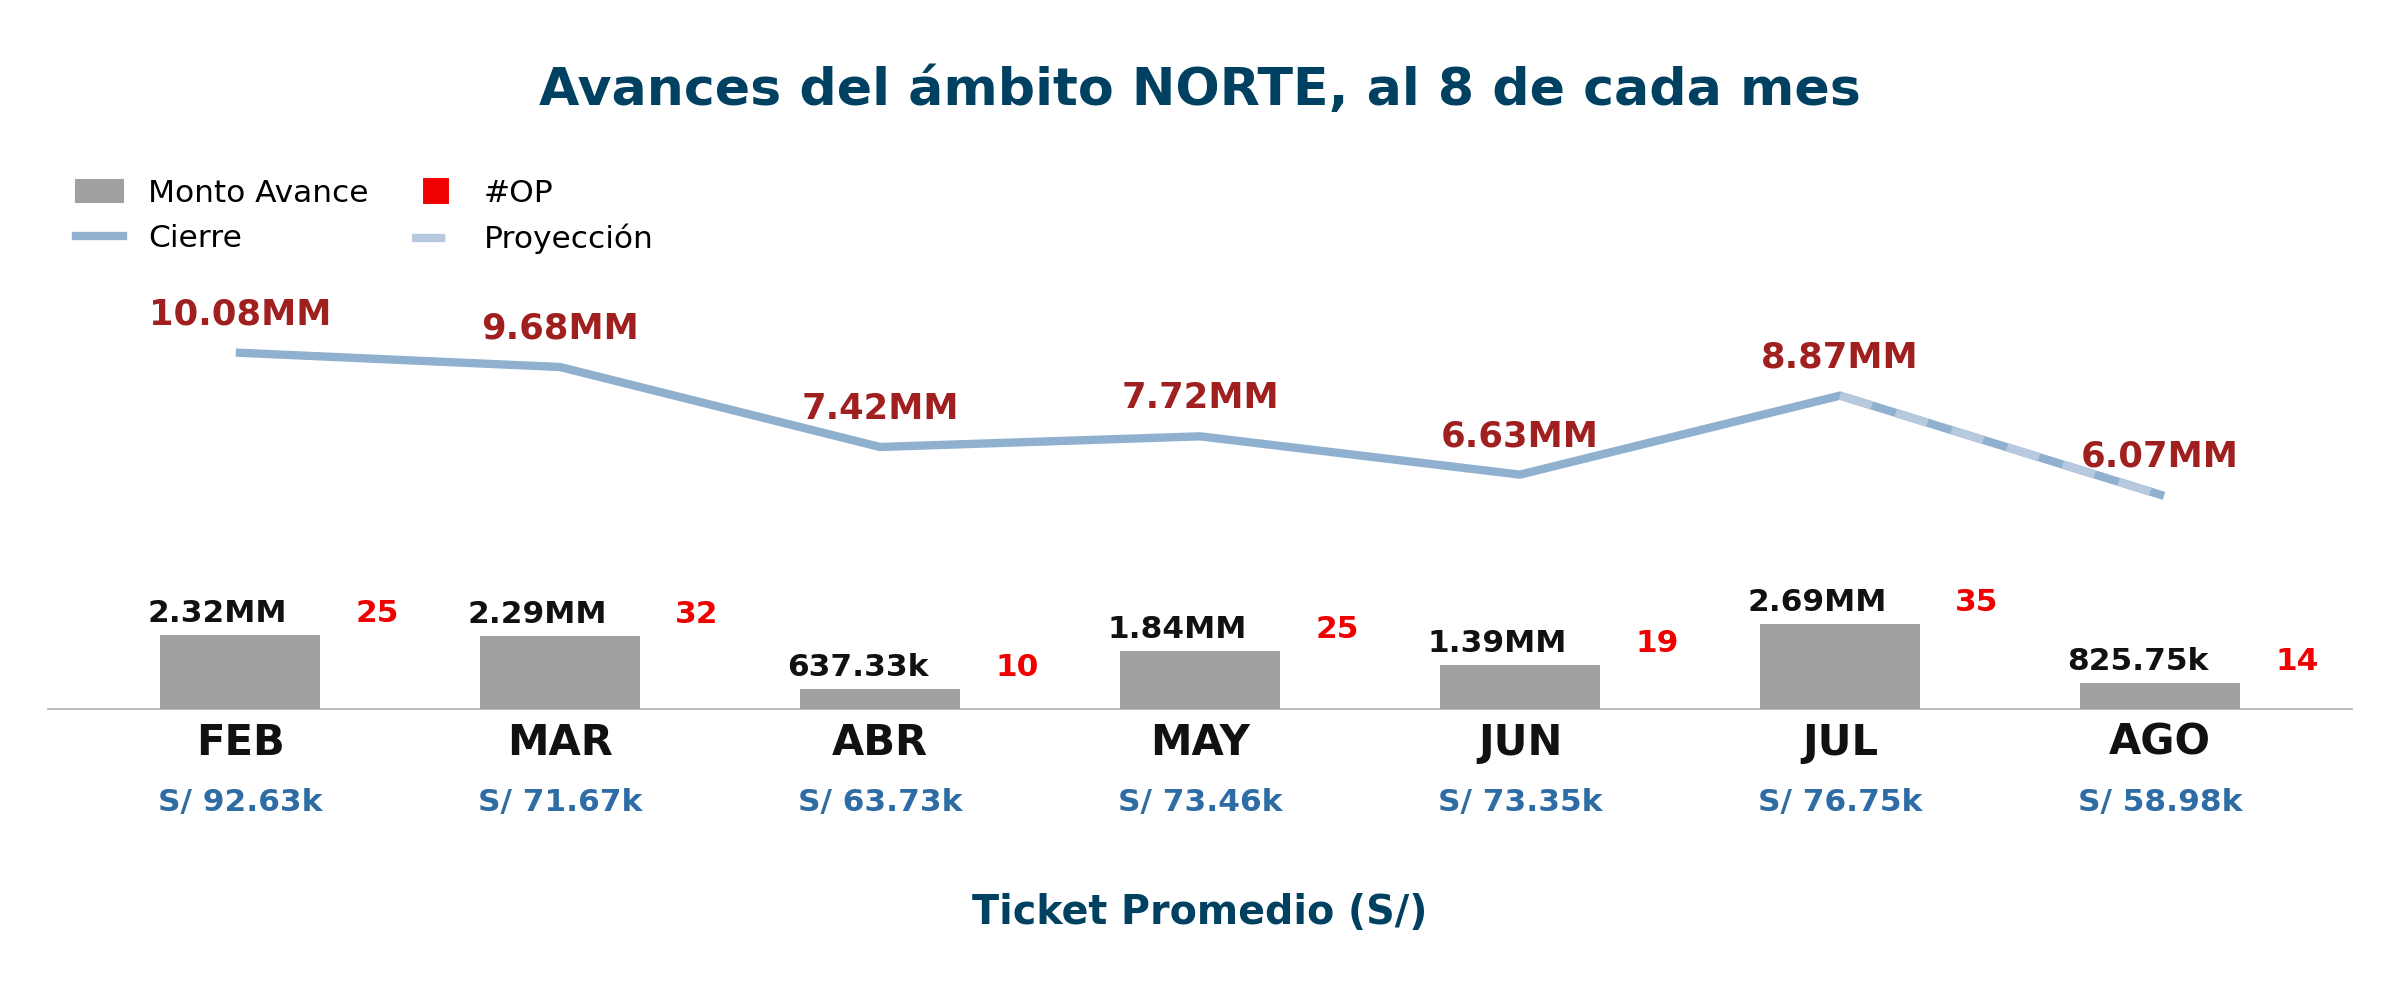 Avances del ámbito NORTE, al 8 de cada mes
Monto Avance #OP
Cierre Proyección
10.08MM 9.68MM 7.42MM 7.72MM 6.63MM 8.87MM 6.07MM
2.32MM 25 2.29MM 32 637.33k 10 1.84MM 25 1.39MM 19 2.69MM 35 825.75k 14
FEB MAR ABR MAY JUN JUL AGO
S/ 92.63k S/ 71.67k S/ 63.73k S/ 73.46k S/ 73.35k S/ 76.75k S/ 58.98k
Ticket Promedio (S/)